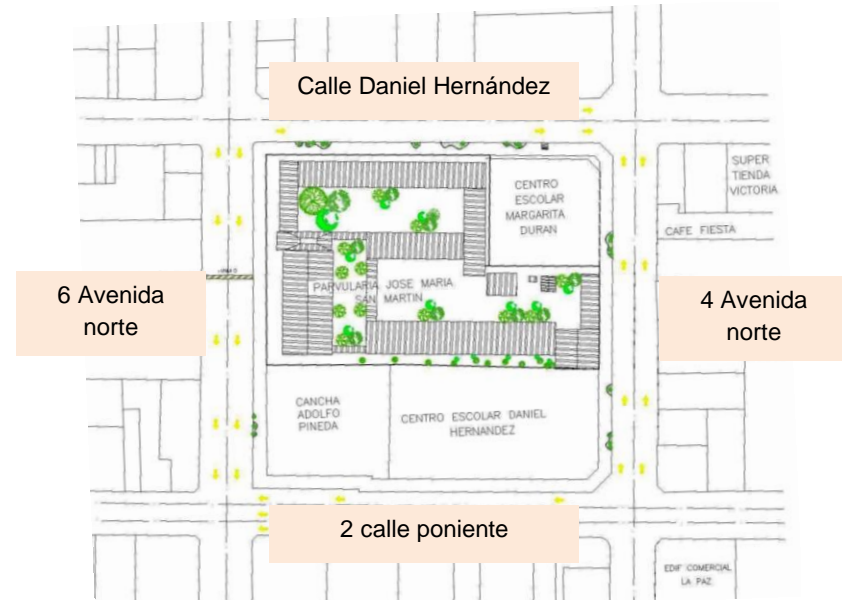 Calle Daniel Hernández
SUPER
TIENDA
VICTORIA
CENTRO
ESCOLAR
MARGARITA
DURAN
CAFE FIESTA
6 Avenida
norte
PARVULARIA JOSE MARIA
SAN MARTIN
4 Avenida
norte
CANCHA
ADOLFO
PINEDA
CENTRO ESCOLAR DANIEL
HERNANDEZ
2 calle poniente
EDIF COMERCIAL
LA PAZ